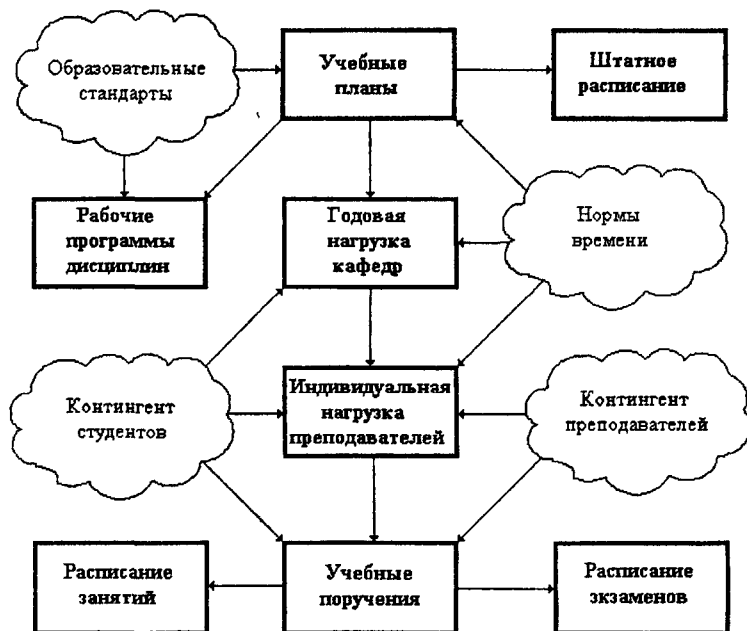 Образовательные
стандарты
Учебные
планы
Штатное
расписание
Рабочие
программы
дисциплин
Годовая
нагрузка
кафедр
Нормы
времени
Контингент
студентов
Индивидуальная
нагрузка
преподавателей
Контингент
преподавателей
Расписание
занятий
Учебные
поручения
Расписание
зкзаменов